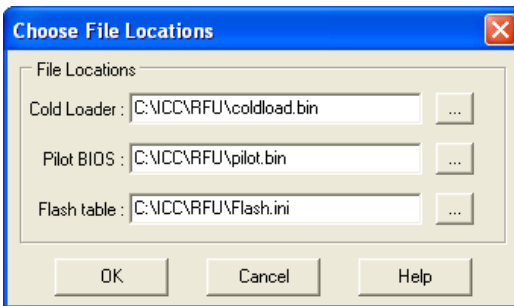 Choose File Locations
File Locations
Cold Loader : C:\ICC\RFU\coldload.bin ...
Pilot BIOS : C:\ICC\RFU\pilot.bin ...
Flash table : C:\ICC\RFU\Flash.ini ...
OK Cancel Help